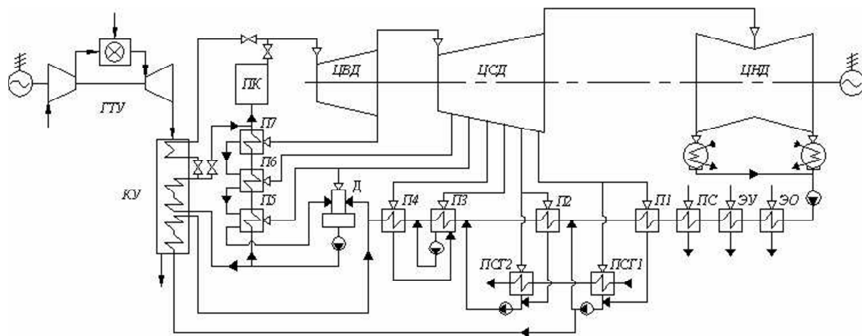 ГТУ
КУ
ПК
ЦВД
ЦСД
ЦНД
П7
П6
П5
Д
П4
П3
П2
П1
ПС
ЭУ
ЭО
ПСГ2
ПСГ1